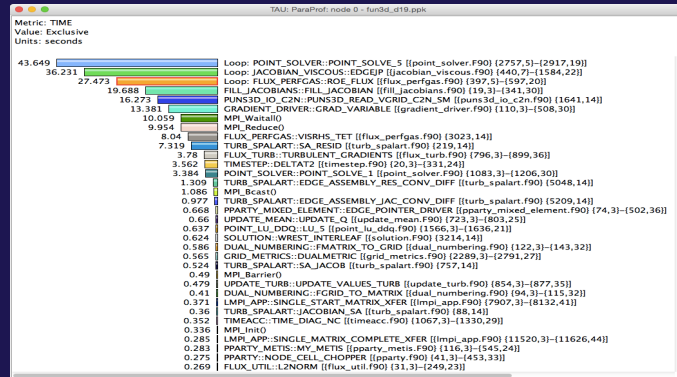 TAU: ParaProf: node 0 - fun3d_d19.ppk
Metric: TIME
Value: Exclusive
Units: seconds
43.649 Loop: POINT_SOLVER::POINT_SOLVE_5 [{point_solver.F90} {2757,5}-{2917,19}]
36.231 Loop: JACOBIAN_VISCOUS::EDGEJP [{jacobian_viscous.f90} {440,7}-{1584,22}]
27.473 Loop: FLUX_PERFGAS::ROE_FLUX [{flux_perfgas.f90} {397,5}-{597,20}]
19.688 FILL_JACOBIANS::FILL_JACOBIAN [{fill_jacobians.f90} {19,3}-{341,30}]
16.273 PUNS3D_IO_C2N::PUNS3D_READ_VGRID_C2N_SM [{puns3d_io_c2n.f90} {1641,14}]
13.381 GRADIENT_DRIVER::GRAD_VARIABLE [{gradient_driver.f90} {110,3}-{508,30}]
10.059 MPI_Waitall()
9.954 MPI_Reduce()
8.04 FLUX_PERFGAS::VISRHS_TET [{flux_perfgas.f90} {3023,14}]
7.319 TURB_SPALART::SA_RESID [{turb_spalart.f90} {219,14}]
3.78 FLUX_TURB::TURBULENT_GRADIENTS [{flux_turb.f90} {796,3}-{899,36}]
3.562 TIMESTEP::DELTAT2 [{timestep.f90} {20,3}-{331,24}]
3.384 POINT_SOLVER::POINT_SOLVE_1 [{point_solver.F90} {1083,3}-{1206,30}]
1.309 TURB_SPALART::EDGE_ASSEMBLY_RES_CONV_DIFF [{turb_spalart.f90} {5048,14}]
1.086 MPI_Bcast()
0.977 TURB_SPALART::EDGE_ASSEMBLY_JAC_CONV_DIFF [{turb_spalart.f90} {5209,14}]
0.668 PPARTY_MIXED_ELEMENT::EDGE_POINTER_DRIVER [{pparty_mixed_element.f90} {74,3}-{502,36}]
0.66 UPDATE_MEAN::UPDATE_Q [{update_mean.f90} {723,3}-{803,25}]
0.637 POINT_LU_DDQ::LU_5 [{point_lu_ddq.f90} {1566,3}-{1636,21}]
0.624 SOLUTION::WREST_INTERLEAF [{solution.f90} {3214,14}]
0.586 DUAL_NUMBERING::FMATRIX_TO_GRID [{dual_numbering.f90} {122,3}-{143,32}]
0.565 GRID_METRICS::DUALMETRIC [{grid_metrics.f90} {2289,3}-{2791,27}]
0.524 TURB_SPALART::SA_JACOB [{turb_spalart.f90} {757,14}]
0.49 MPI_Barrier()
0.479 UPDATE_TURB::UPDATE_VALUES_TURB [{update_turb.f90} {854,3}-{877,35}]
0.41 DUAL_NUMBERING::FGRID_TO_MATRIX [{dual_numbering.f90} {94,3}-{115,32}]
0.371 LMPI_APP::SINGLE_START_MATRIX_XFER [{lmpi_app.F90} {7907,3}-{8132,41}]
0.36 TURB_SPALART::JACOBIAN_SA [{turb_spalart.f90} {88,14}]
0.352 TIMEACC::TIME_DIAG_NC [{timeacc.f90} {1067,3}-{1330,29}]
0.336 MPI_Init()
0.285 LMPI_APP::SINGLE_MATRIX_COMPLETE_XFER [{lmpi_app.F90} {11520,3}-{11626,44}]
0.283 PPARTY_METIS::MY_METIS [{pparty_metis.F90} {116,3}-{545,24}]
0.275 PPARTY::NODE_CELL_CHOPPER [{pparty.f90} {41,3}-{453,33}]
0.269 FLUX_UTIL::L2NORM [{flux_util.f90} {31,3}-{249,23}]